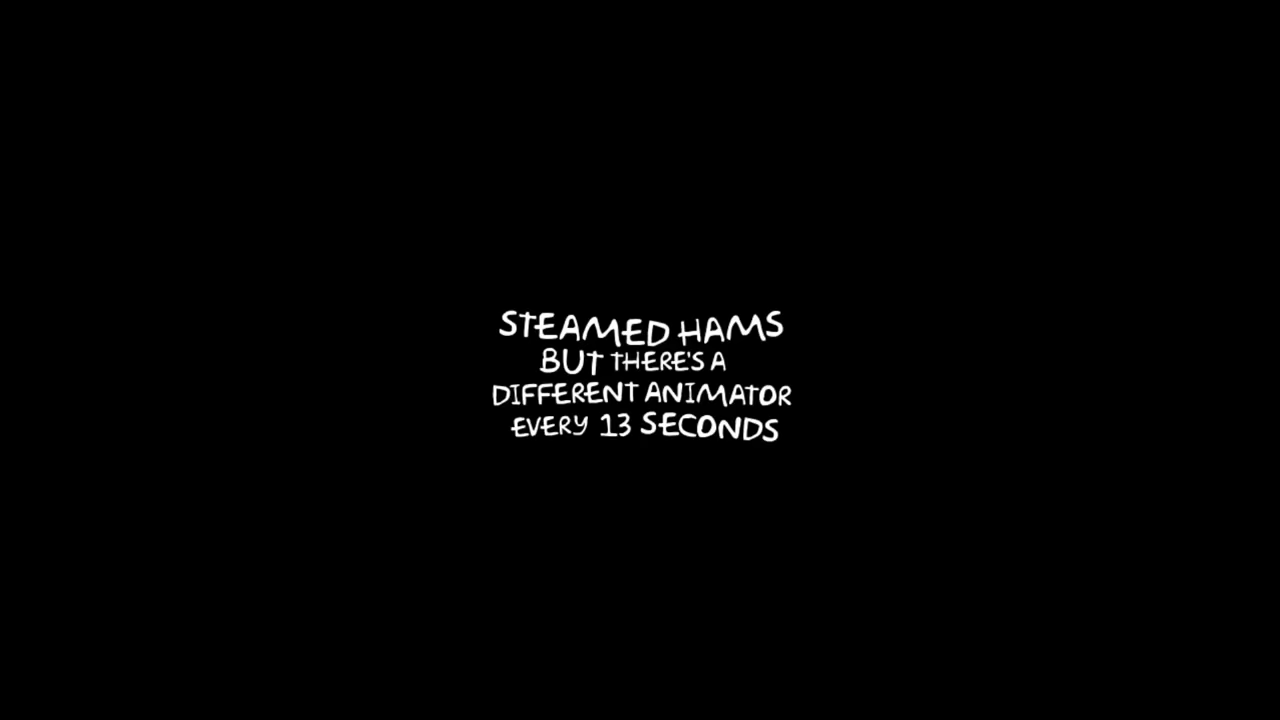 STEAMED HAMS
BUT THERE'S A
DIFFERENT ANIMATOR
EVERY 13 SECONDS